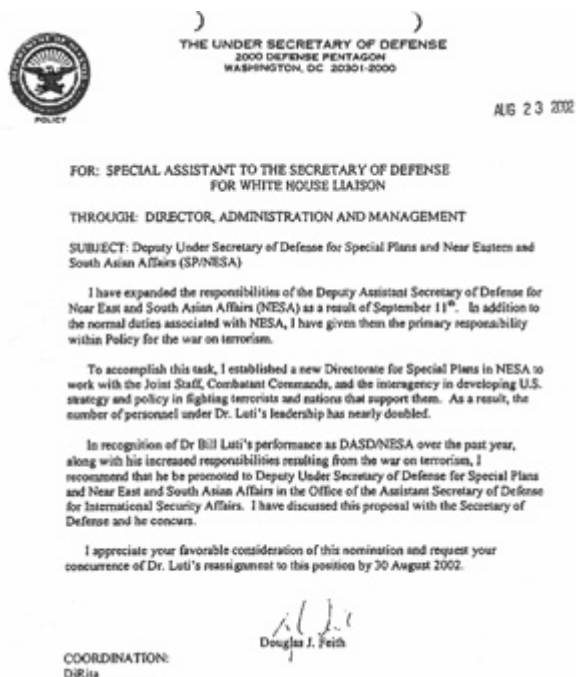 THE UNDER SECRETARY OF DEFENSE
2000 DEFENSE PENTAGON
WASHINGTON, DC 20301-2000
POLICY
AUG 23 2002
FOR: SPECIAL ASSISTANT TO THE SECRETARY OF DEFENSE
FOR WHITE HOUSE LIAISON
THROUGH: DIRECTOR, ADMINISTRATION AND MANAGEMENT
SUBJECT: Deputy Under Secretary of Defense for Special Plans and Near Eastern and
South Asian Affairs (SP/NESA)
I have expanded the responsibilities of the Deputy Assistant Secretary of Defense for
Near East and South Asian Affairs (NESA) as a result of September 11th. In addition to
the normal duties associated with NESA, I have given them the primary responsibility
within Policy for the war on terrorism.
To accomplish this task, I established a new Directorate for Special Plans in NESA to
work with the Joint Staff, Combatant Commands, and the interagency in developing U.S.
strategy and policy in fighting terrorists and nations that support them. As a result, the
number of personnel under Dr. Luti's leadership has nearly doubled.
In recognition of Dr Bill Luti's performance as DASD/NESA over the past year,
along with his increased responsibilities resulting from the war on terrorism, I
recommend that he be promoted to Deputy Under Secretary of Defense for Special Plans
and Near East and South Asian Affairs in the Office of the Assistant Secretary of Defense
for International Security Affairs. I have discussed this proposal with the Secretary of
Defense and he concurs.
I appreciate your favorable consideration of this nomination and request your
concurrence of Dr. Luti's reassignment to this position by 30 August 2002.
Douglas J. Feith
COORDINATION:
DiRita